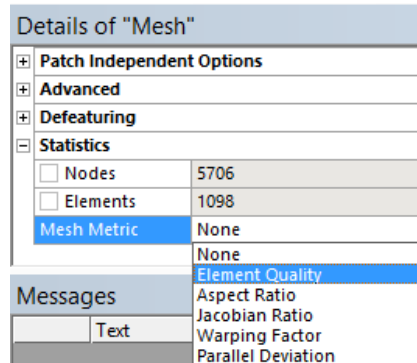 Details of "Mesh"
Patch Independent Options
Advanced
Defeaturing
Statistics
Nodes 5706
Elements 1098
Mesh Metric None
None
Element Quality
Aspect Ratio
Jacobian Ratio
Warping Factor
Parallel Deviation
Messages
Text